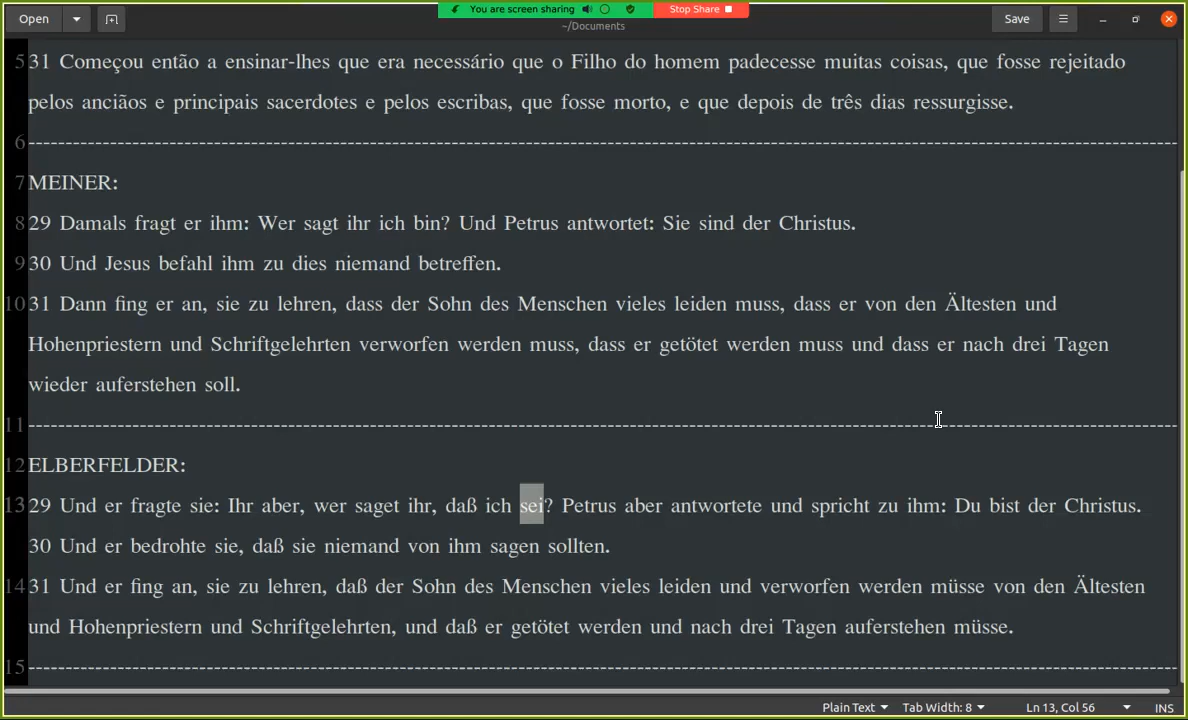 Open
You are screen sharing
Stop Share
~/Documents
Save
5 31 Começou então a ensinar-lhes que era necessário que o Filho do homem padecesse muitas coisas, que fosse rejeitado
pelos anciãos e principais sacerdotes e pelos escribas, que fosse morto, e que depois de três dias ressurgisse.
6 --------------------------------------------------------------------------------
7 MEINER:
8 29 Damals fragt er ihm: Wer sagt ihr ich bin? Und Petrus antwortet: Sie sind der Christus.
9 30 Und Jesus befahl ihm zu dies niemand betreffen.
10 31 Dann fing er an, sie zu lehren, dass der Sohn des Menschen vieles leiden muss, dass er von den Ältesten und
Hohenpriestern und Schriftgelehrten verworfen werden muss, dass er getötet werden muss und dass er nach drei Tagen
wieder auferstehen soll.
11 --------------------------------------------------------------------------------
12 ELBERFELDER:
13 29 Und er fragte sie: Ihr aber, wer saget ihr, daß ich sei? Petrus aber antwortete und spricht zu ihm: Du bist der Christus.
30 Und er bedrohte sie, daß sie niemand von ihm sagen sollten.
14 31 Und er fing an, sie zu lehren, daß der Sohn des Menschen vieles leiden und verworfen werden müsse von den Ältesten
und Hohenpriestern und Schriftgelehrten, und daß er getötet werden und nach drei Tagen auferstehen müsse.
15 --------------------------------------------------------------------------------
Plain Text Tab Width: 8 Ln 13, Col 56 INS